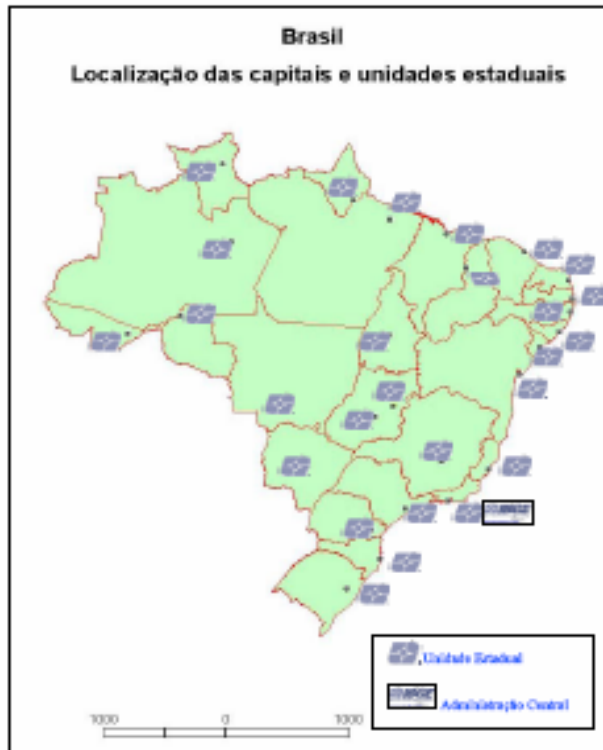 Brasil
Localização das capitais e unidades estaduais
Unidade Estadual
Administração Central
1000 0 1000